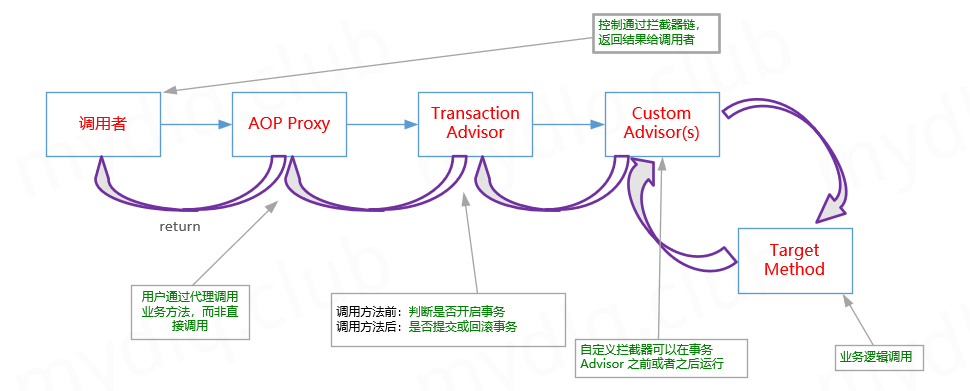 控制通过拦截器链，
返回结果给调用者
调用者
AOP Proxy
Transaction
Advisor
Custom
Advisor(s)
return
Target
Method
用户通过代理调用
业务方法，而非直
接调用
调用方法前：判断是否开启事务
调用方法后：是否提交或回滚事务
自定义拦截器可以在事务
Advisor 之前或者之后运行
业务逻辑调用